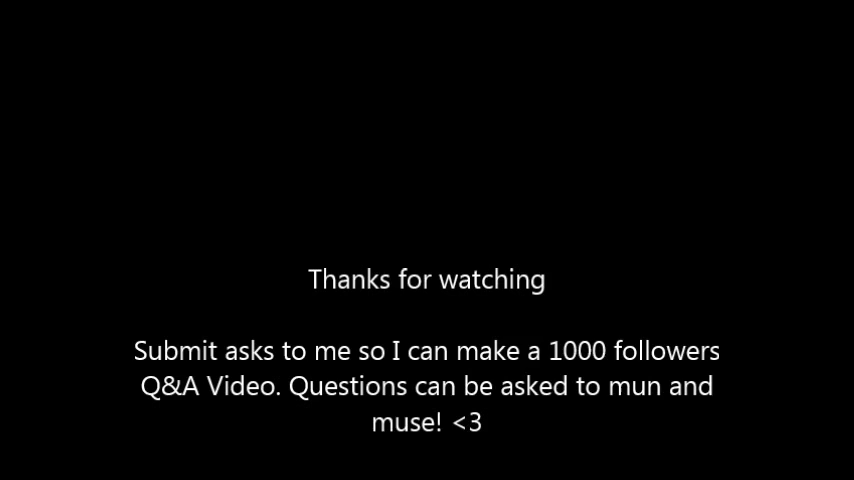 Thanks for watching
Submit asks to me so I can make a 1000 followers
Q&A Video. Questions can be asked to mun and
muse! <3